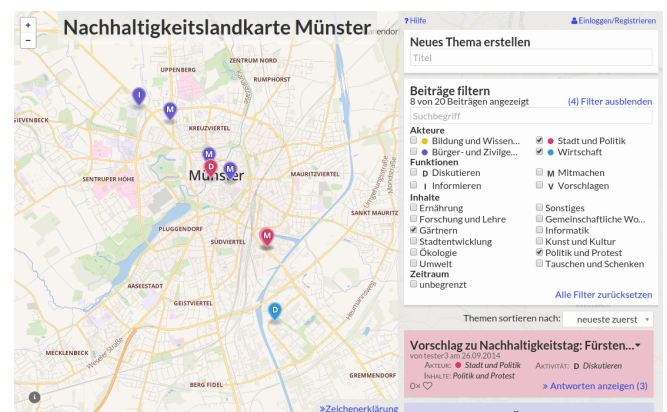 +
−
Nachhaltigkeitslandkarte Münster
ZENTRUM NORD
UPPENBERG
RUMPHORST
I
M
KREUZVIERTEL
M
D
M
Münster
MAURITZVIERTEL
SENTRUPER HÖHE
Umgehungsstraße
SANKT MAURITZ
PLUGGENDORF
SÜDVIERTEL
M
AASEESTADT
GEISTVIERTEL
D
Heumannsweg
MECKLENBECK
Weseler Straße
BERG FIDEL
GREMMENDORF
»Zeichenerklärung
? Hilfe
Einloggen/Registrieren
Neues Thema erstellen
Titel
Beiträge filtern
8 von 20 Beiträgen angezeigt
(4) Filter ausblenden
Suchbegriff
Akteure
Bildung und Wissen... Stadt und Politik
Bürger- und Zivilge... Wirtschaft
Funktionen
D Diskutieren M Mitmachen
I Informieren V Vorschlagen
Inhalte
Ernährung Sonstiges
Forschung und Lehre Gemeinschaftliche Wo...
Gärtnern Informatik
Stadtentwicklung Kunst und Kultur
Ökologie Politik und Protest
Umwelt Tauschen und Schenken
Zeitraum
unbegrenzt
Alle Filter zurücksetzen
Themen sortieren nach: neueste zuerst
Vorschlag zu Nachhaltigkeitstag: Fürsten...
von tester3 am 26.09.2014
Akteur: Stadt und Politik Aktivität: D Diskutieren
Inhalte: Politik und Protest
0×
» Antworten anzeigen (3)